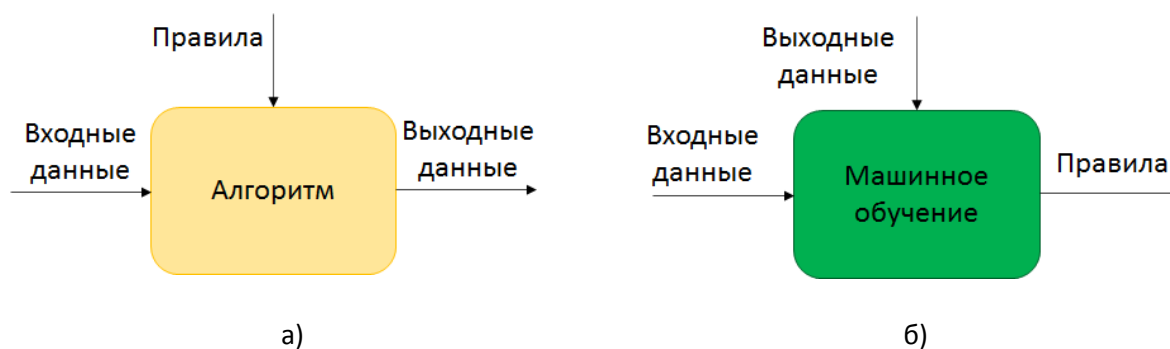 Правила
Входные
данные
Алгоритм
Выходные
данные
а)
Выходные
данные
Входные
данные
Машинное
обучение
Правила
б)